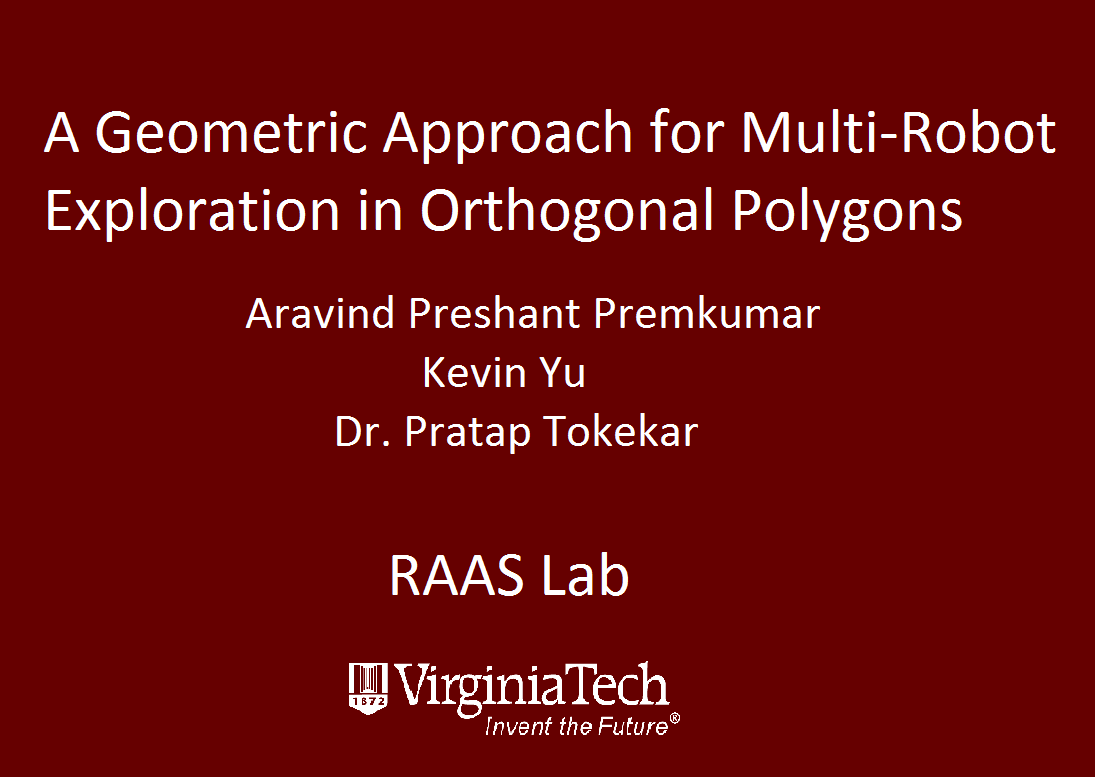 A Geometric Approach for Multi-Robot
Exploration in Orthogonal Polygons
Aravind Preshant Premkumar
Kevin Yu
Dr. Pratap Tokekar
RAAS Lab
1872
VirginiaTech
Invent the Future®